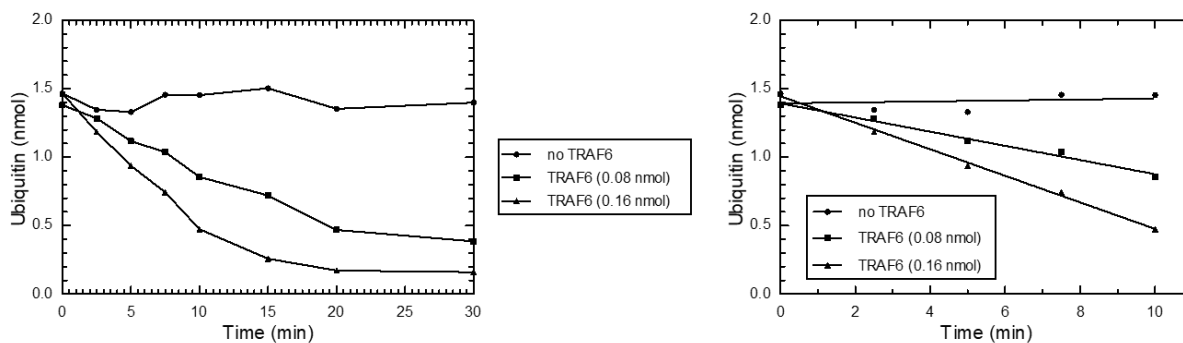 2.0
1.5
1.0
0.5
0.0
Ubiquitin (nmol)
0 5 10 15 20 25 30
Time (min)
no TRAF6
TRAF6 (0.08 nmol)
TRAF6 (0.16 nmol)
2.0
1.5
1.0
0.5
0.0
Ubiquitin (nmol)
no TRAF6
TRAF6 (0.08 nmol)
TRAF6 (0.16 nmol)
0 2 4 6 8 10
Time (min)